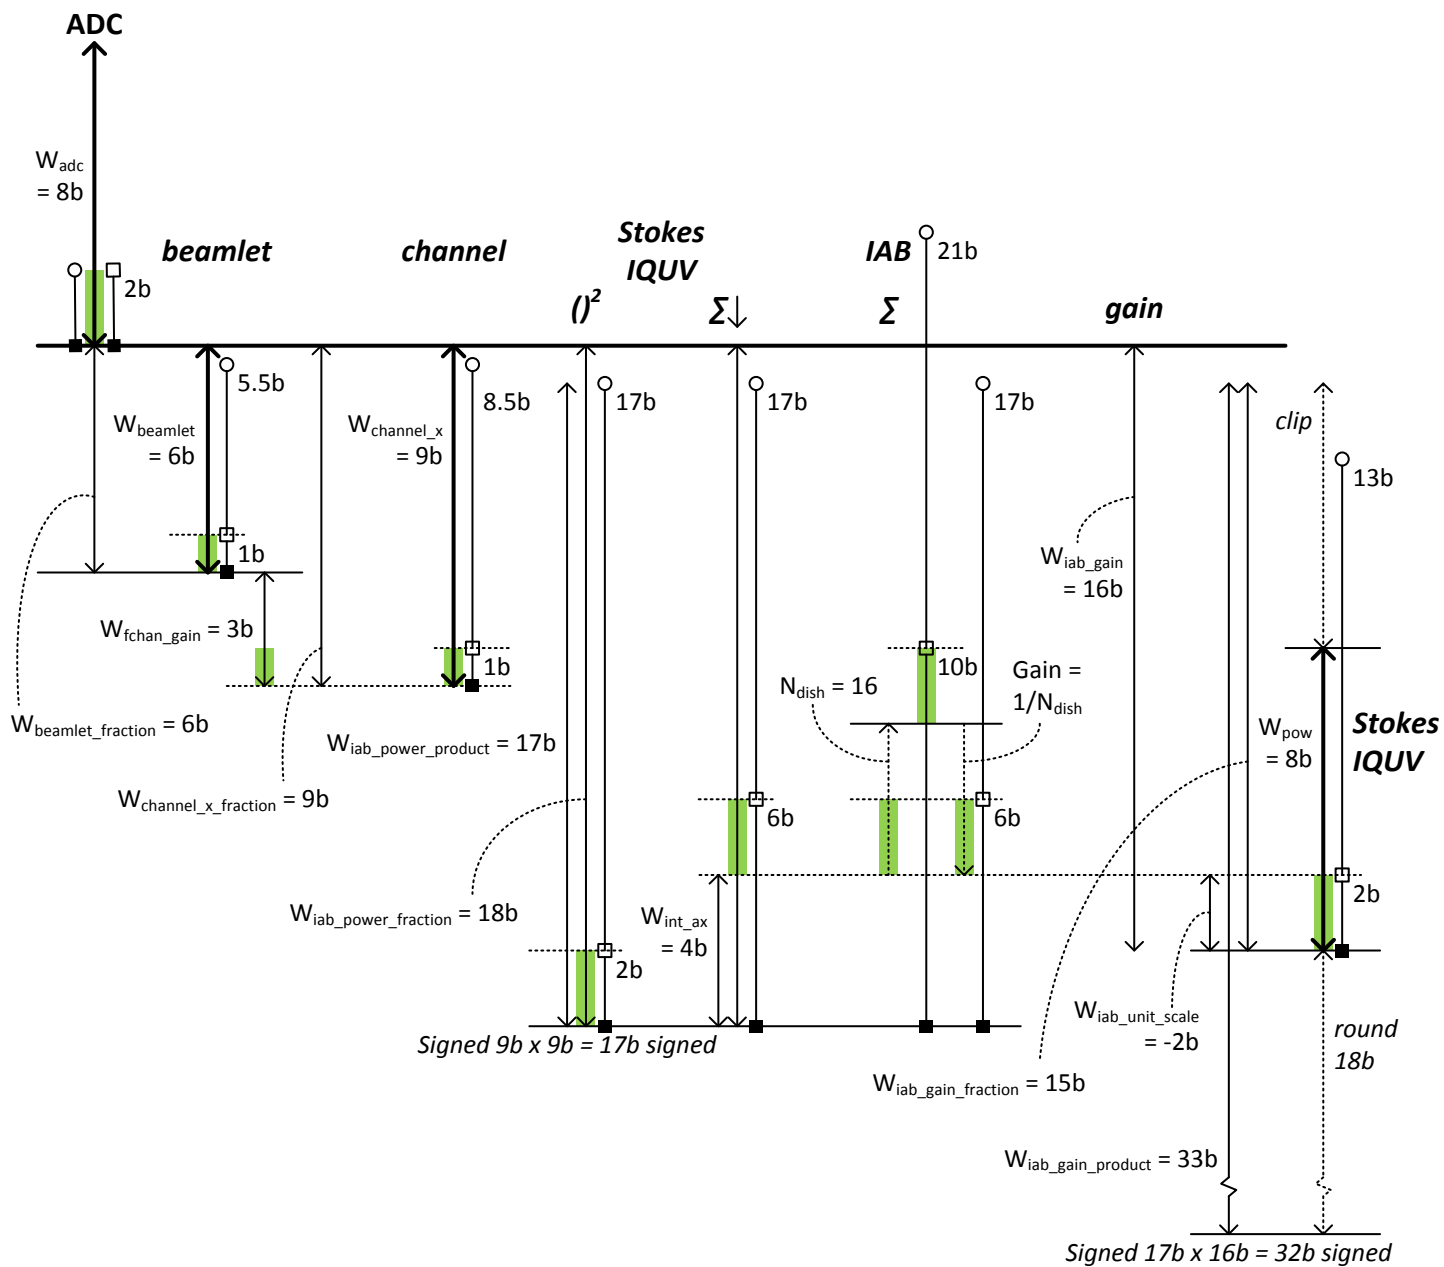 ADC
W_adc
= 8b
2b
beamlet
channel
Stokes
IQUV
()²
Σ
IAB
Σ
21b
gain
5.5b
W_beamlet
= 6b
1b
W_fchan_gain = 3b
W_beamlet_fraction = 6b
8.5b
W_channel_x
= 9b
1b
W_channel_x_fraction = 9b
17b
W_iab_power_product = 17b
W_iab_power_fraction = 18b
2b
Signed 9b x 9b = 17b signed
17b
6b
W_int_ax
= 4b
17b
10b
N_dish = 16
Gain =
1/N_dish
6b
W_iab_gain
= 16b
clip
13b
W_pow
= 8b
Stokes
IQUV
2b
W_iab_unit_scale
= -2b
W_iab_gain_fraction = 15b
round
18b
W_iab_gain_product = 33b
Signed 17b x 16b = 32b signed